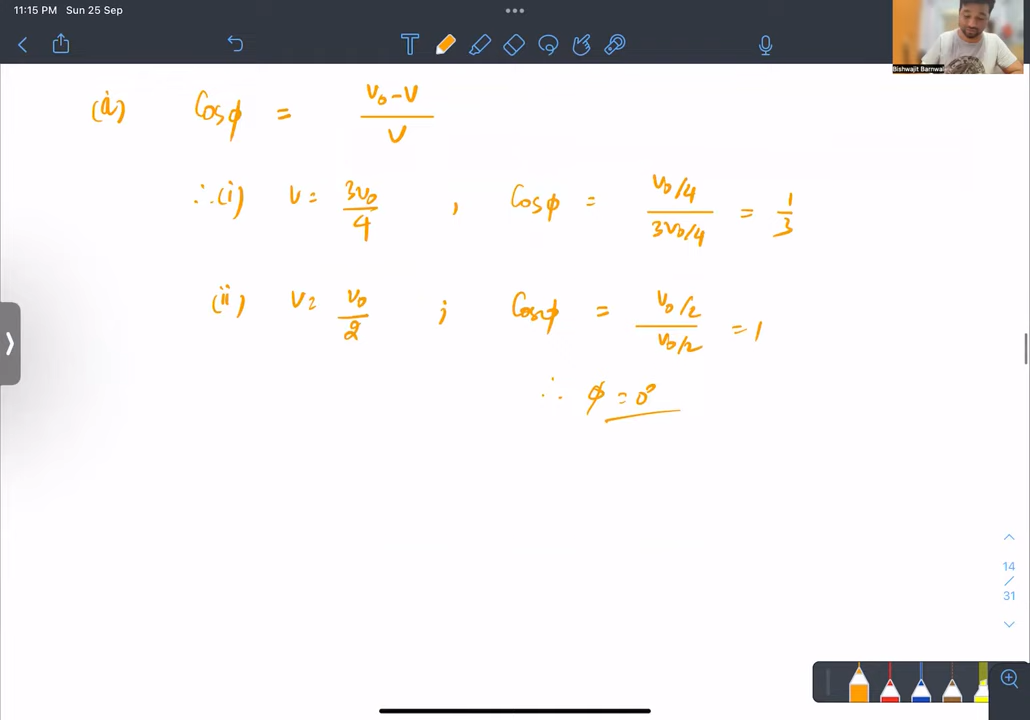 11:15 PM Sun 25 Sep
Bishwajit Barnwal
(a) Cosϕ = (v₀-v)/v
∴(i) v = 3v₀/4 , Cosϕ = (v₀/4)/(3v₀/4) = 1/3
(ii) v = v₀/2 ; Cosϕ = (v₀/2)/(v₀/2) = 1
∴ ϕ = 0°
14
/
31